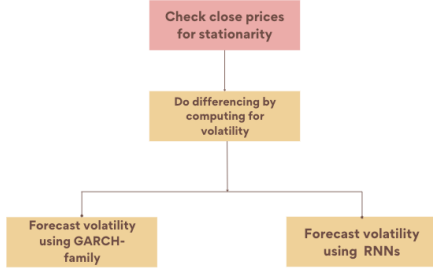 Check close prices
for stationarity
Do differencing by
computing for
volatility
Forecast volatility
using GARCH-
family
Forecast volatility
using RNNs